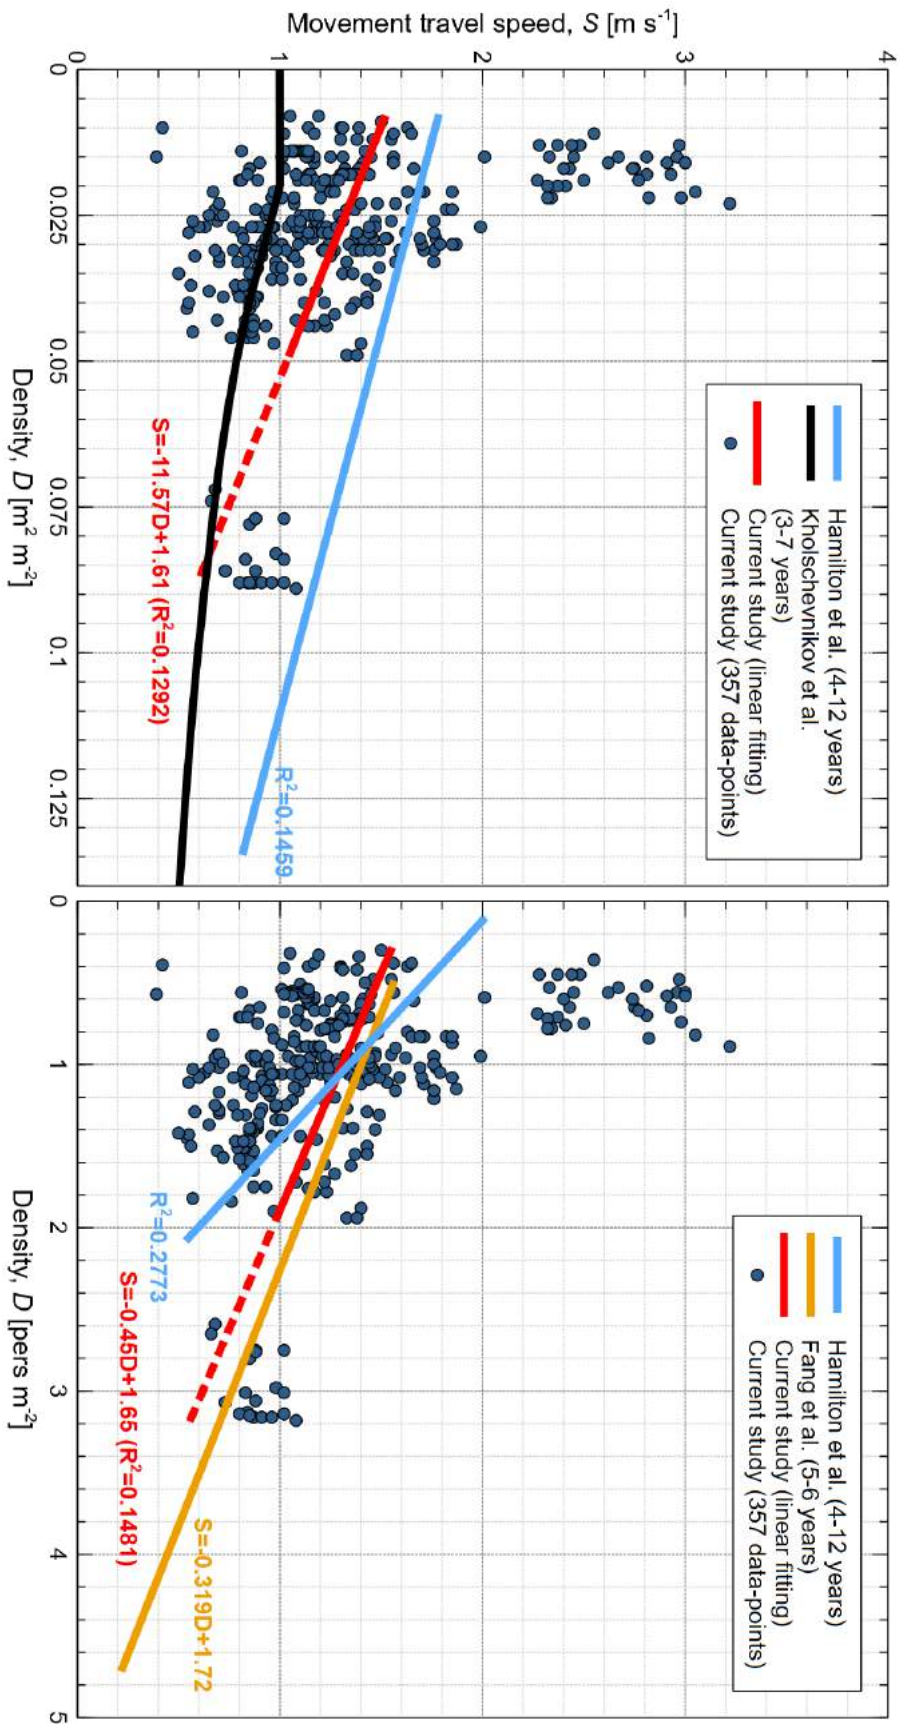 Movement travel speed, S [m s⁻¹]
4
3
2
1
0
Hamilton et al. (4-12 years)
Kholschevnikov et al.
(3-7 years)
Current study (linear fitting)
Current study (357 data-points)
R²=0.1459
S=-11.57D+1.61 (R²=0.1292)
0
0.025
0.05
0.075
0.1
0.125
Density, D [m² m⁻²]
Hamilton et al. (4-12 years)
Fang et al. (5-6 years)
Current study (linear fitting)
Current study (357 data-points)
R²=0.2773
S=-0.45D+1.65 (R²=0.1481)
S=-0.319D+1.72
0
1
2
3
4
5
Density, D [pers m⁻²]